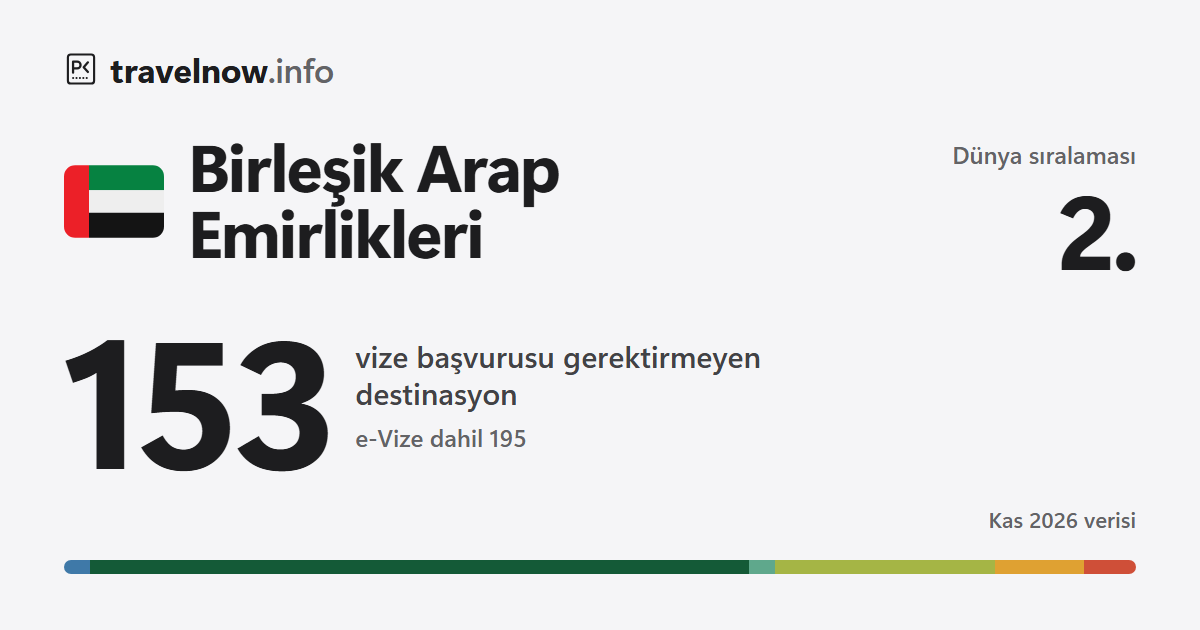 travelnow.info
Birleşik Arap
Emirlikleri
Dünya sıralaması
2.
153
vize başvurusu gerektirmeyen
destinasyon
e-Vize dahil 195
Kas 2026 verisi